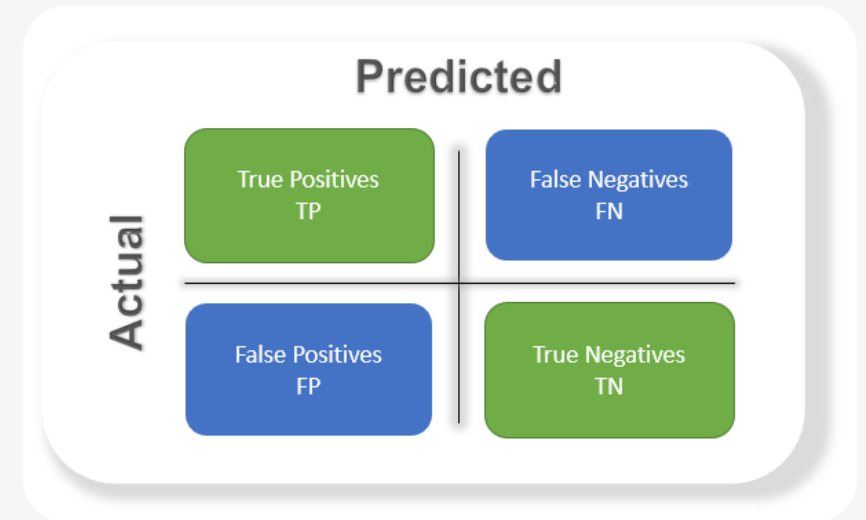 Predicted
Actual
True Positives
TP
False Negatives
FN
False Positives
FP
True Negatives
TN